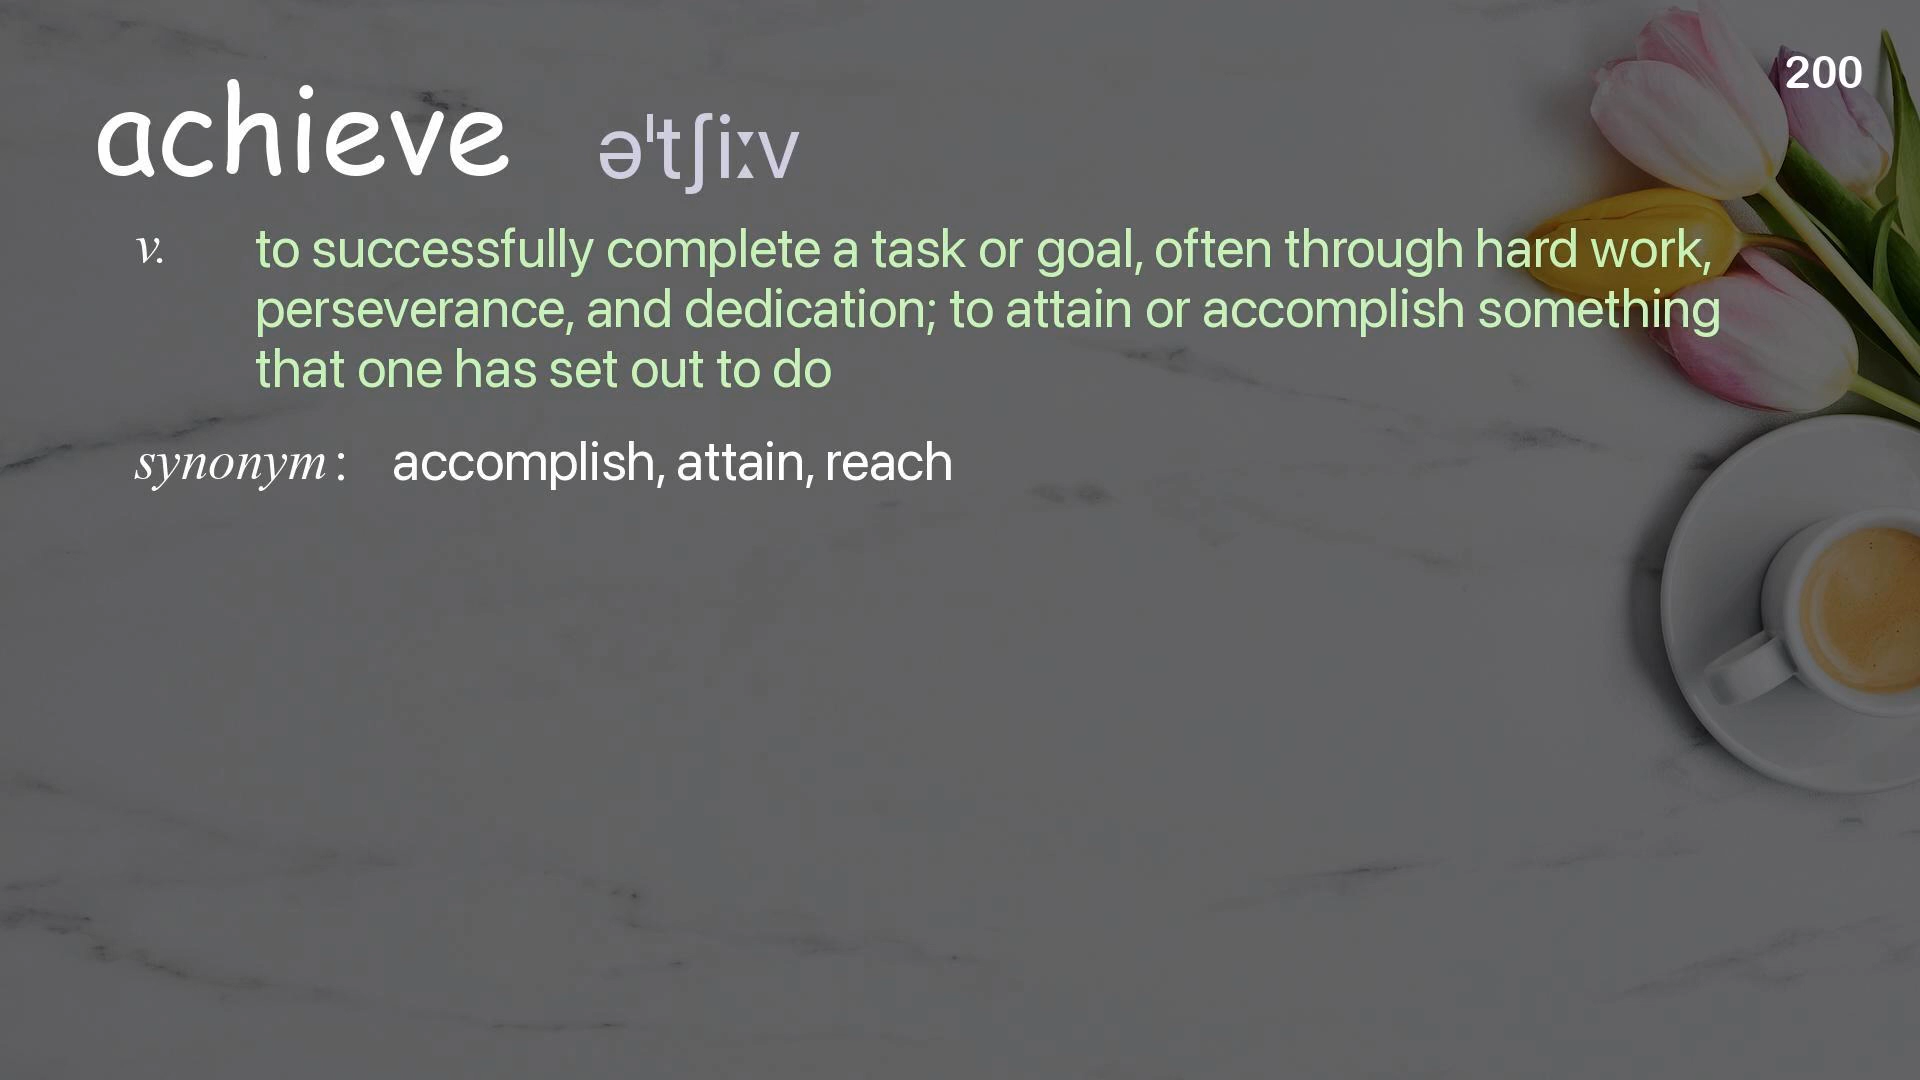 200
achieve əˈtʃiːv
v. to successfully complete a task or goal, often through hard work,
perseverance, and dedication; to attain or accomplish something
that one has set out to do
synonym: accomplish, attain, reach